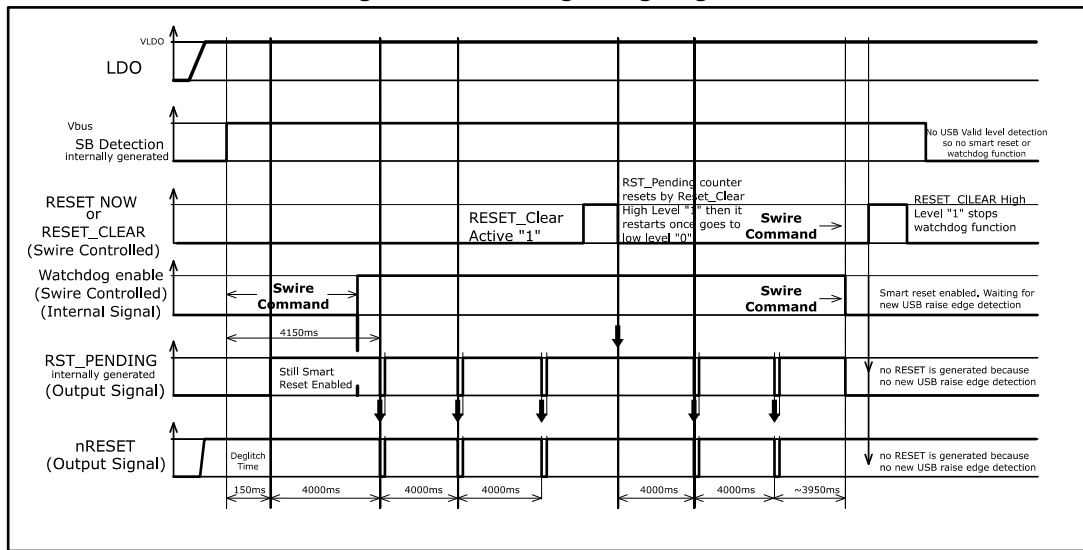 VLDO
LDO
Vbus
SB Detection
internally generated
No USB Valid level detection
so no smart reset or
watchdog function
RESET NOW
or
RESET_CLEAR
(Swire Controlled)
RESET_Clear
Active "1"
RST_Pending counter
resets by Reset_Clear
High Level "1" then it
restarts once goes to
low level "0"
Swire
Command
RESET_ClLEAR High
Level "1" stops
watchdog function
Watchdog enable
(Swire Controlled)
(Internal Signal)
Swire
Command
Swire
Command
Smart reset enabled. Waiting for
new USB raise edge detection
4150ms
RST_PENDING
internally generated
(Output Signal)
Still Smart
Reset Enabled
no RESET is generated because
no new USB raise edge detection
nRESET
(Output Signal)
Deglitch
Time
no RESET is generated because
no new USB raise edge detection
150ms
4000ms
4000ms
4000ms
4000ms
4000ms
~3950ms